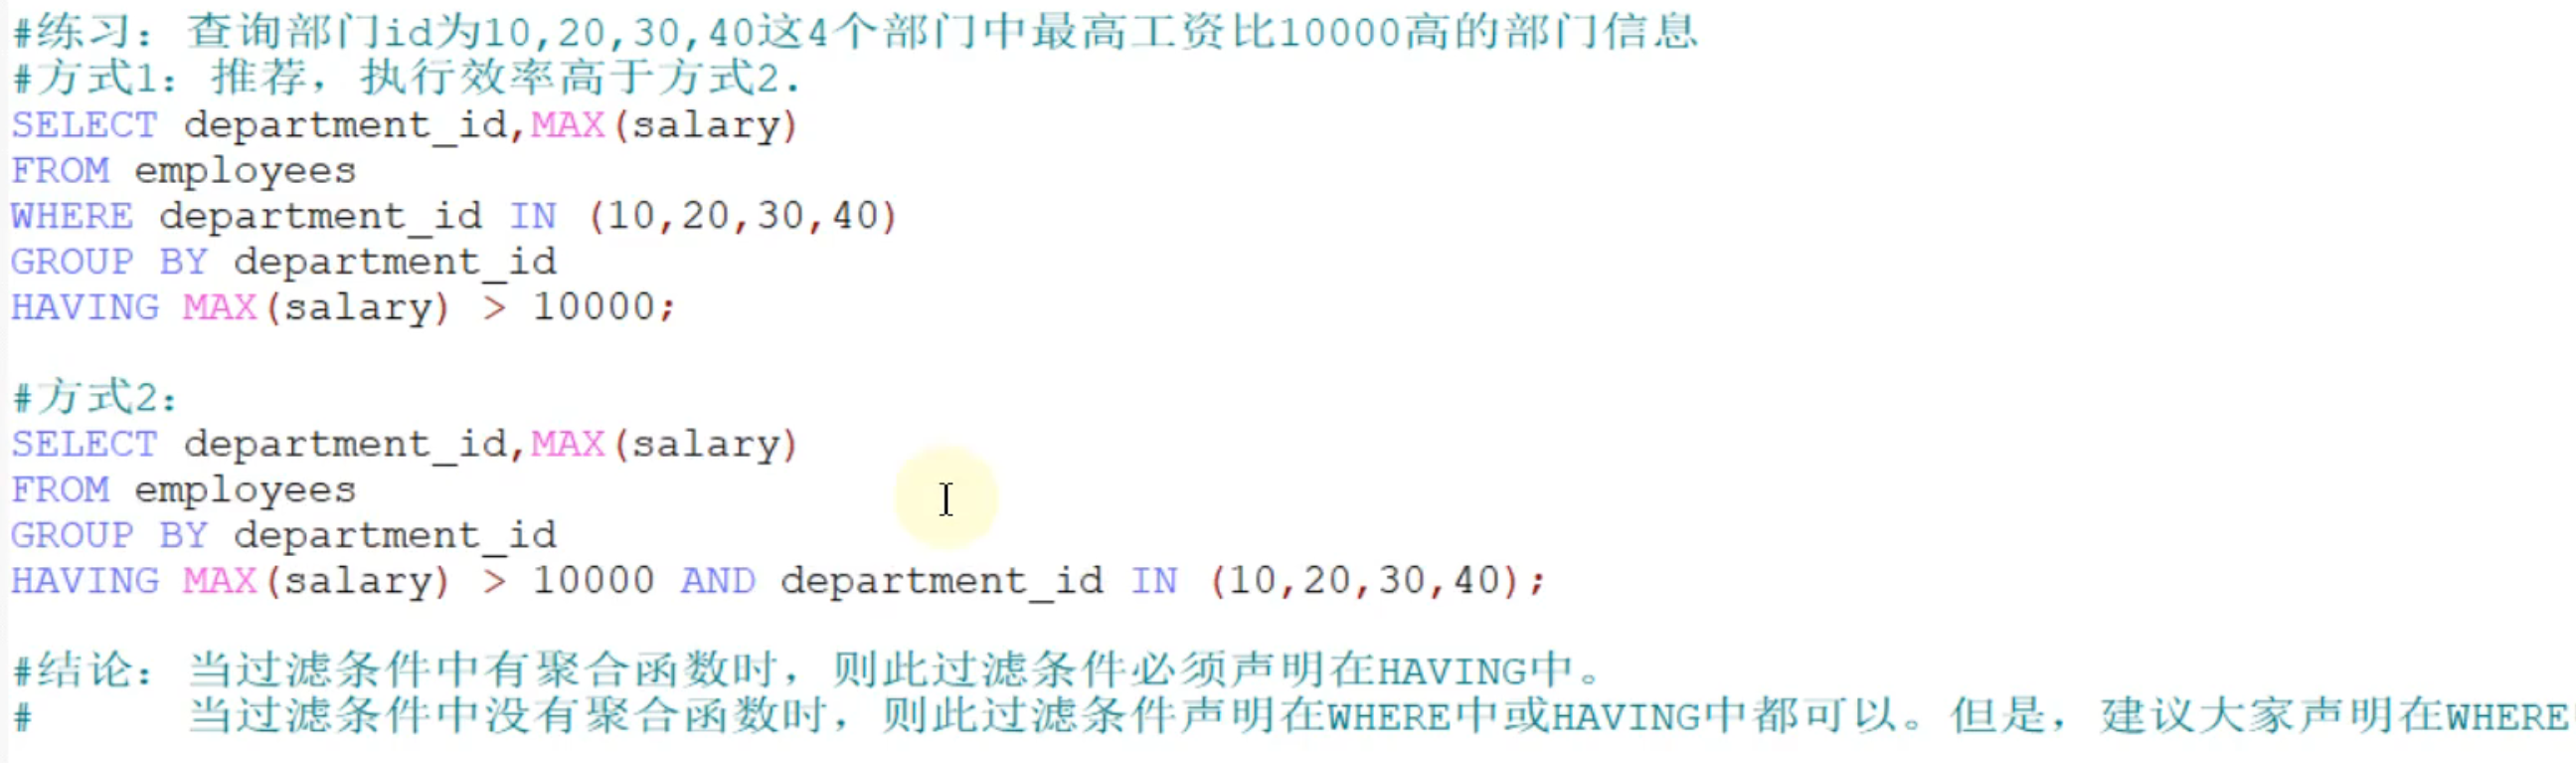 #练习：查询部门id为10,20,30,40这4个部门中最高工资比10000高的部门信息
#方式1：推荐，执行效率高于方式2.
SELECT department_id,MAX(salary)
FROM employees
WHERE department_id IN (10,20,30,40)
GROUP BY department_id
HAVING MAX(salary) > 10000;
#方式2：
SELECT department_id,MAX(salary)
FROM employees
GROUP BY department_id
HAVING MAX(salary) > 10000 AND department_id IN (10,20,30,40);
#结论：当过滤条件中有聚合函数时，则此过滤条件必须声明在HAVING中。
# 当过滤条件中没有聚合函数时，则此过滤条件声明在WHERE中或HAVING中都可以。但是，建议大家声明在WHERE